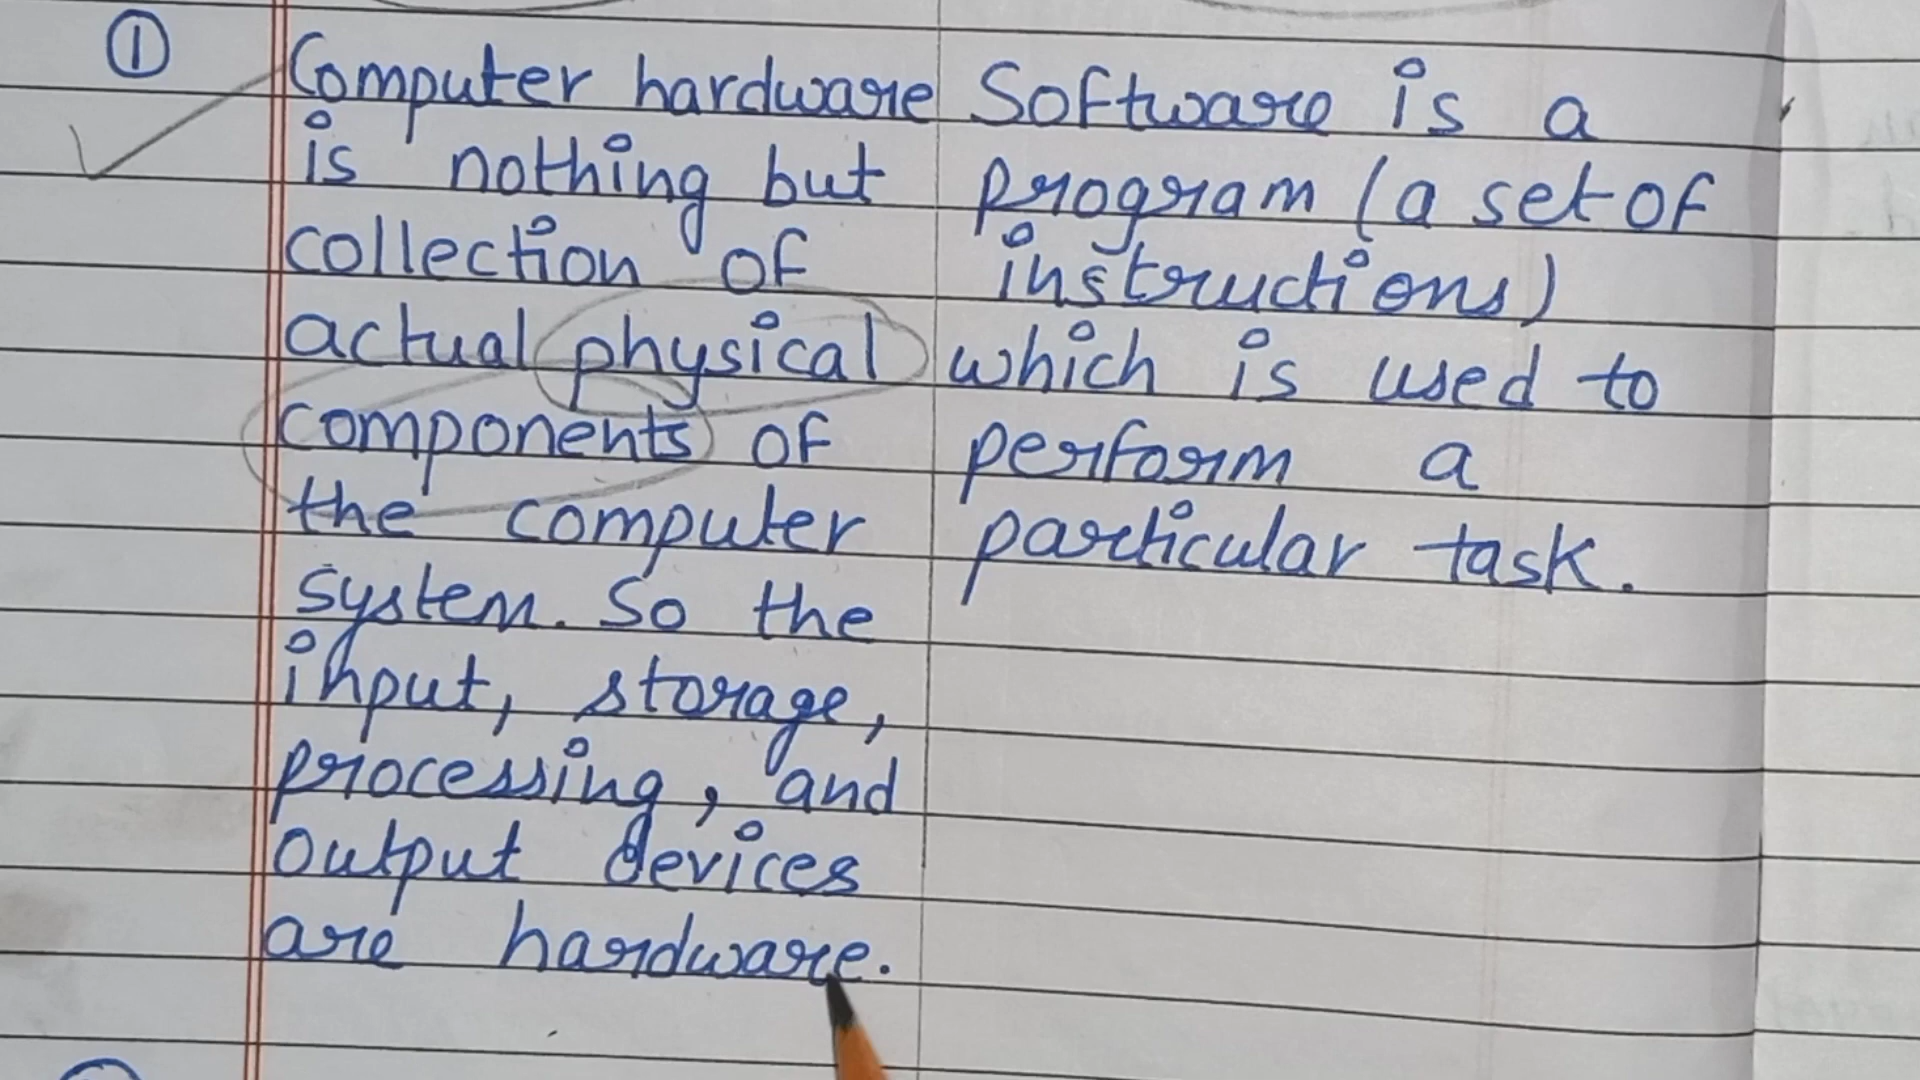 ①
Computer hardware
is nothing but
collection of
actual physical
components of
the computer
system. So the
input, storage,
processing, and
output devices
are hardware.
Software is a
program (a set of
instructions)
which is used to
perform a
particular task.